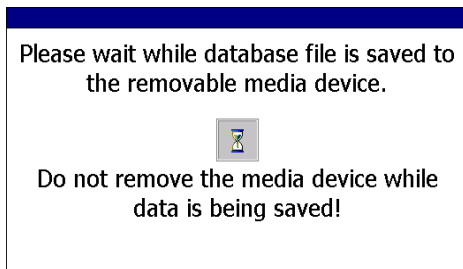 Please wait while database file is saved to
the removable media device.
Do not remove the media device while
data is being saved!